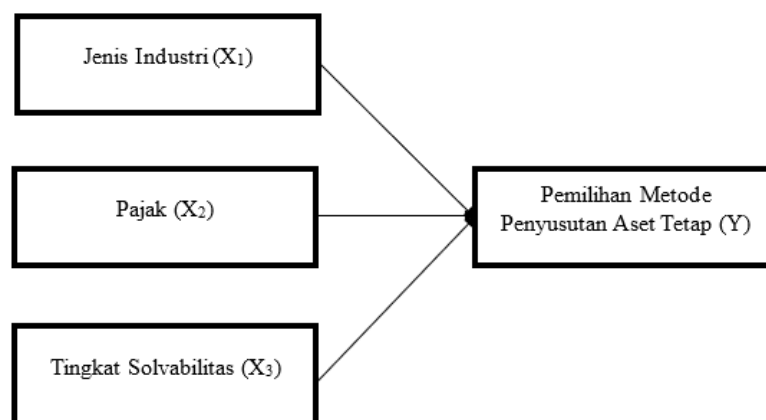 Jenis Industri (X₁)
Pajak (X₂)
Pemilihan Metode
Penyusutan Aset Tetap (Y)
Tingkat Solvabilitas (X₃)